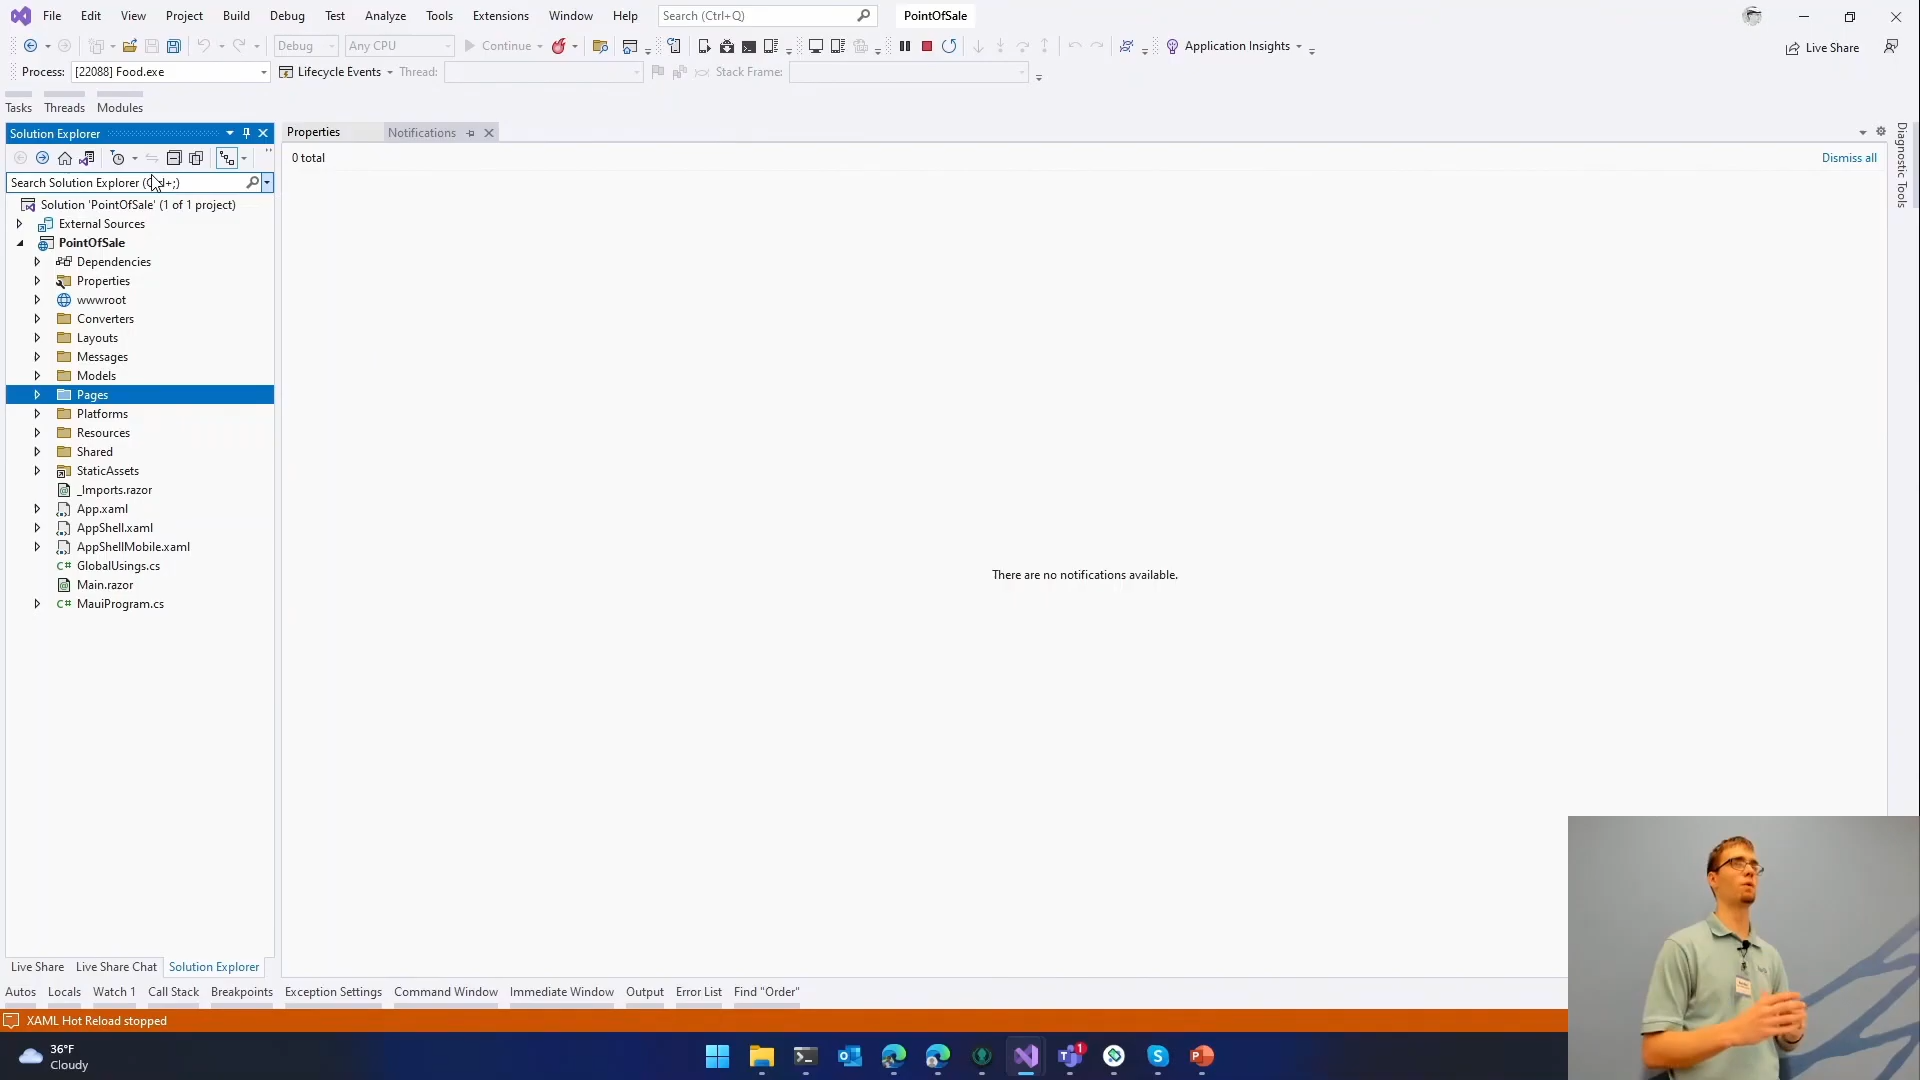 File Edit View Project Build Debug Test Analyze Tools Extensions Window Help Search (Ctrl+Q) PointOfSale
Debug Any CPU Continue Application Insights Live Share
Process: [22088] Food.exe Lifecycle Events Thread: Stack Frame:
Tasks Threads Modules
Solution Explorer
Properties Notifications
0 total Dismiss all
Diagnostic Tools
Search Solution Explorer (Ctrl+;)
Solution 'PointOfSale' (1 of 1 project)
External Sources
PointOfSale
Dependencies
Properties
wwwroot
Converters
Layouts
Messages
Models
Pages
Platforms
Resources
Shared
StaticAssets
_Imports.razor
App.xaml
AppShell.xaml
AppShellMobile.xaml
C# GlobalUsings.cs
Main.razor
C# MauiProgram.cs
There are no notifications available.
Live Share Live Share Chat Solution Explorer
Autos Locals Watch 1 Call Stack Breakpoints Exception Settings Command Window Immediate Window Output Error List Find "Order"
XAML Hot Reload stopped
36°F
Cloudy
1